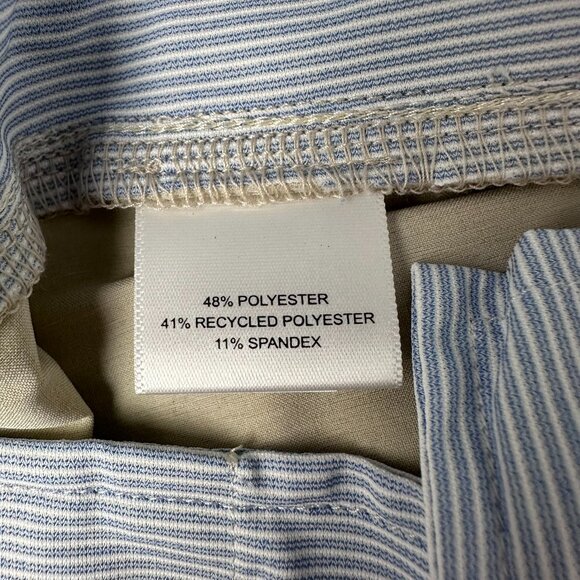 48% POLYESTER
41% RECYCLED POLYESTER
11% SPANDEX